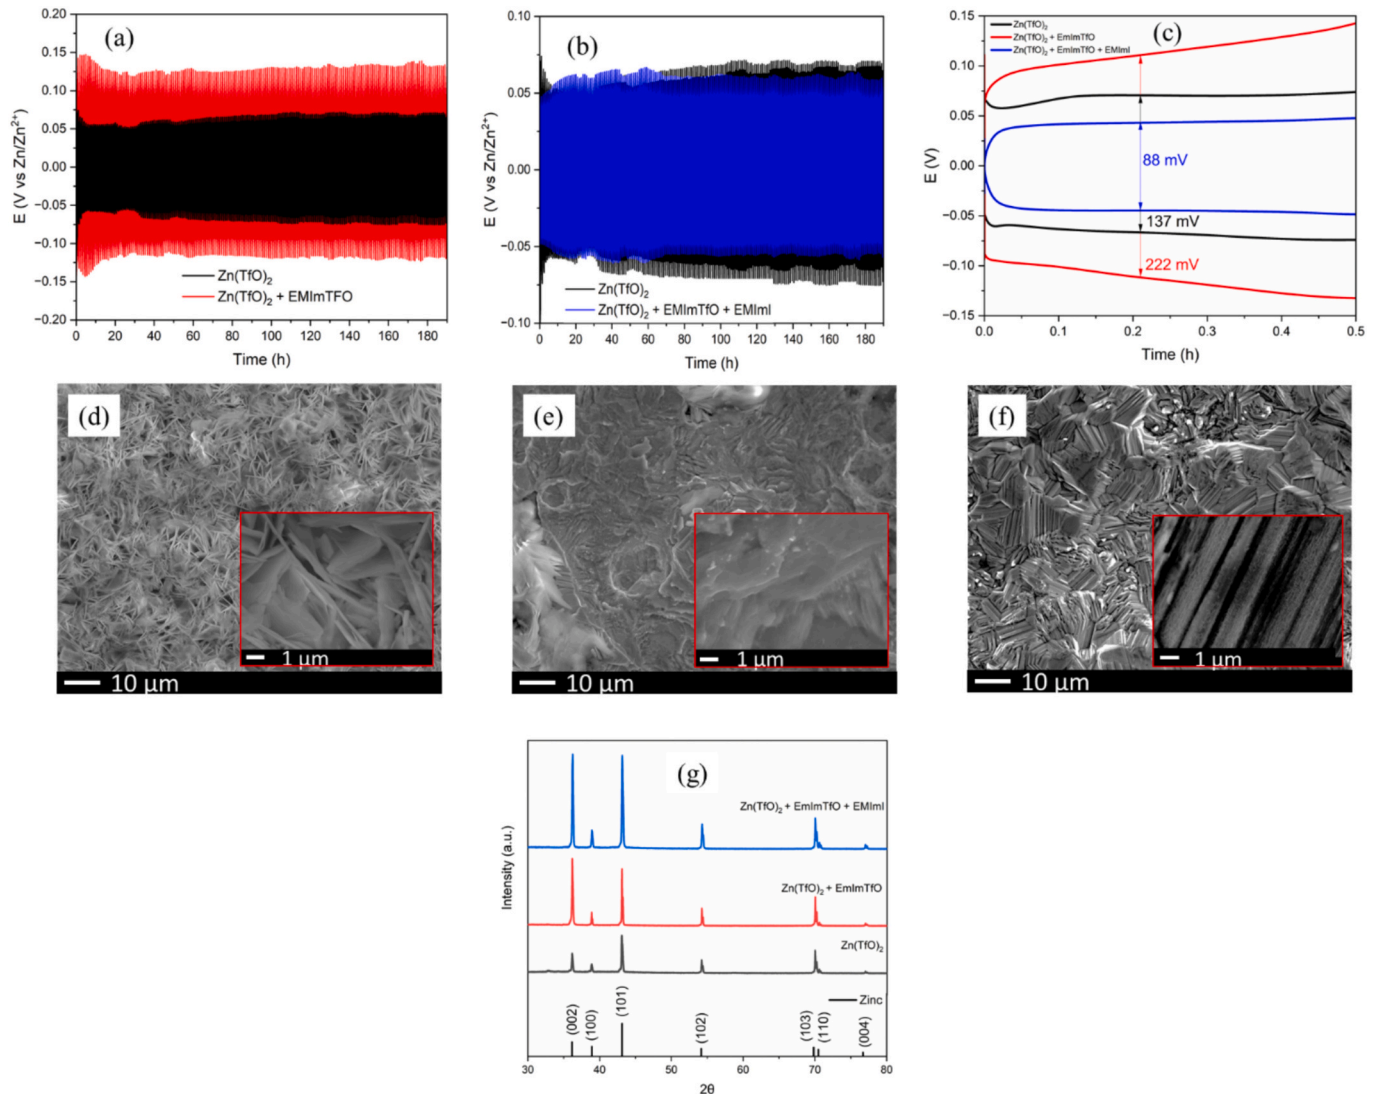 (a)
0.20
0.15
0.10
0.05
0.00
−0.05
−0.10
−0.15
−0.20
E (V vs Zn/Zn²⁺)
Zn(TfO)₂
Zn(TfO)₂ + EMImTFO
0 20 40 60 80 100 120 140 160 180
Time (h)
(b)
0.10
0.05
0.00
−0.05
−0.10
E (V vs Zn/Zn²⁺)
Zn(TfO)₂
Zn(TfO)₂ + EMImTfO + EMImI
0 20 40 60 80 100 120 140 160 180
Time (h)
(c)
0.15
0.10
0.05
0.00
−0.05
−0.10
−0.15
E (V)
Zn(TfO)₂
Zn(TfO)₂ + EmImTfO
Zn(TfO)₂ + EmImTfO + EMImI
88 mV
137 mV
222 mV
0.0 0.1 0.2 0.3 0.4 0.5
Time (h)
(d)
1 µm
10 µm
(e)
1 µm
10 µm
(f)
1 µm
10 µm
(g)
Intensity (a.u.)
Zn(TfO)₂ + EmImTfO + EMImI
Zn(TfO)₂ + EmImTfO
Zn(TfO)₂
Zinc
(002)
(100)
(101)
(102)
(103)
(110)
(004)
30 40 50 60 70 80
2θ